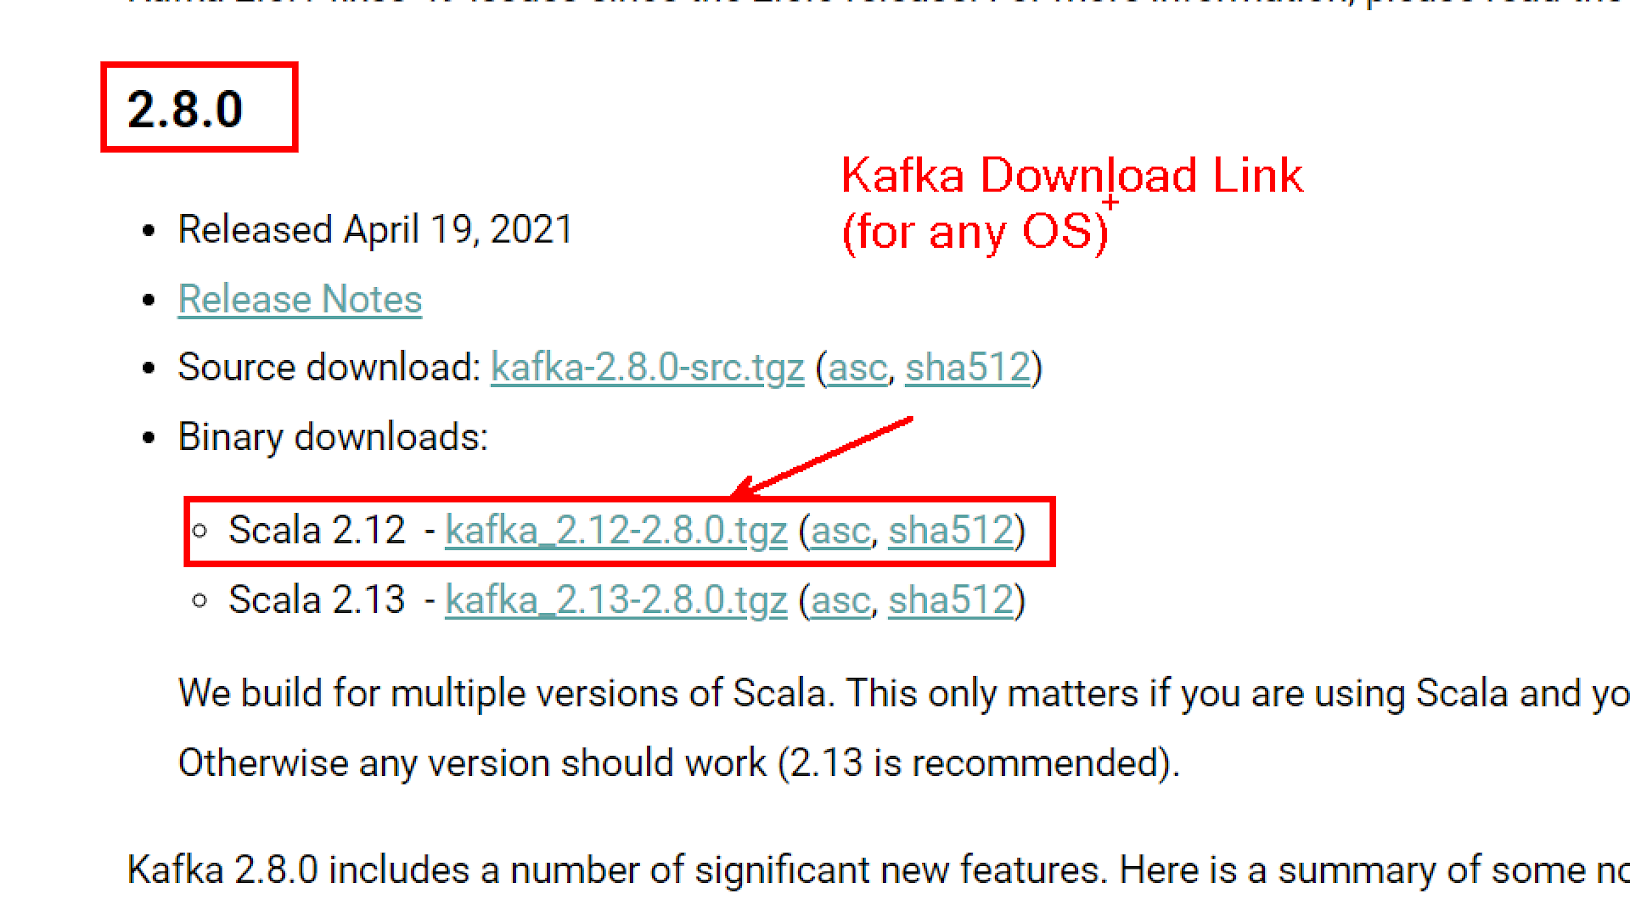 2.8.0
Kafka Download Link
(for any OS)
• Released April 19, 2021
• Release Notes
• Source download: kafka-2.8.0-src.tgz (asc, sha512)
• Binary downloads:
○ Scala 2.12 - kafka_2.12-2.8.0.tgz (asc, sha512)
○ Scala 2.13 - kafka_2.13-2.8.0.tgz (asc, sha512)
We build for multiple versions of Scala. This only matters if you are using Scala and yo
Otherwise any version should work (2.13 is recommended).
Kafka 2.8.0 includes a number of significant new features. Here is a summary of some no